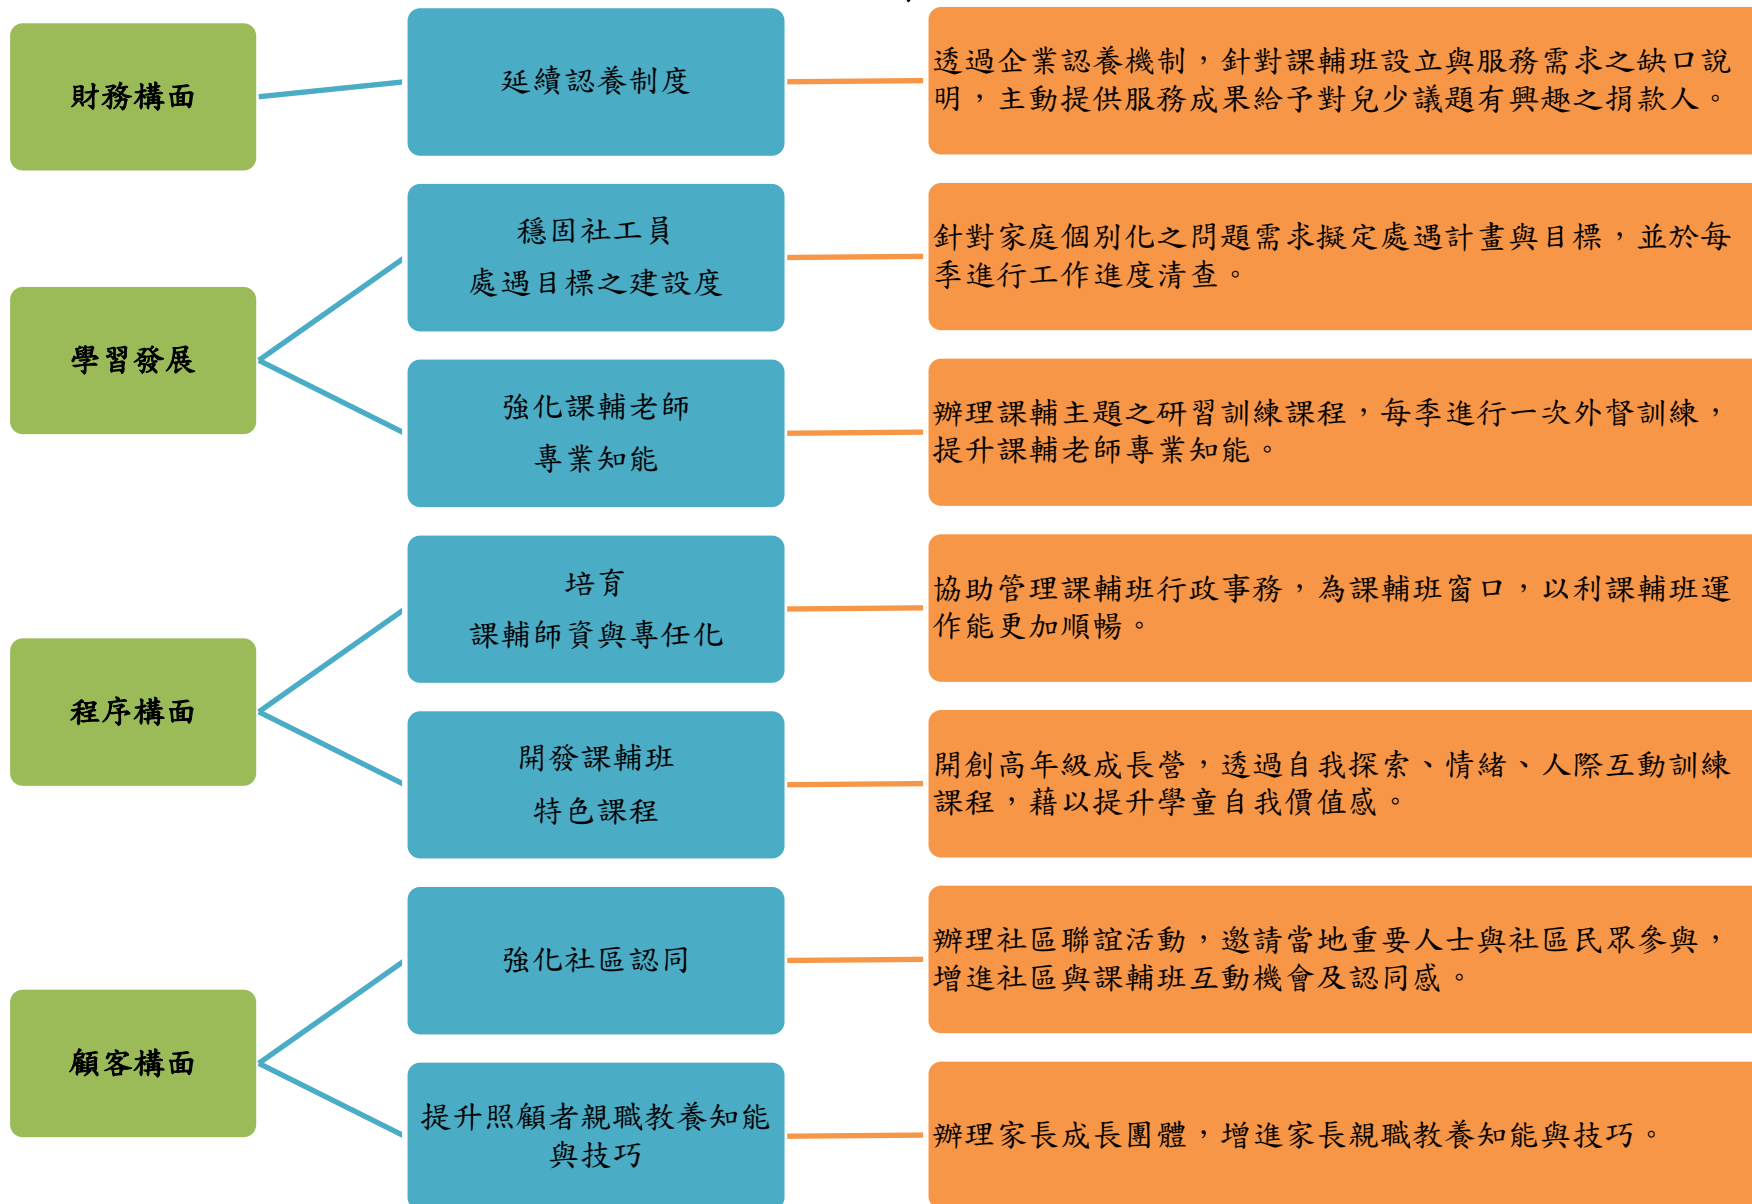 財務構面
延續認養制度
透過企業認養機制，針對課輔班設立與服務需求之缺口說
明，主動提供服務成果給予對兒少議題有興趣之捐款人。
學習發展
穩固社工員
處遇目標之建設度
針對家庭個別化之問題需求擬定處遇計畫與目標，並於每
季進行工作進度清查。
強化課輔老師
專業知能
辦理課輔主題之研習訓練課程，每季進行一次外督訓練，
提升課輔老師專業知能。
程序構面
培育
課輔師資與專任化
協助管理課輔班行政事務，為課輔班窗口，以利課輔班運
作能更加順暢。
開發課輔班
特色課程
開創高年級成長營，透過自我探索、情緒、人際互動訓練
課程，藉以提升學童自我價值感。
顧客構面
強化社區認同
辦理社區聯誼活動，邀請當地重要人士與社區民眾參與，
增進社區與課輔班互動機會及認同感。
提升照顧者親職教養知能
與技巧
辦理家長成長團體，增進家長親職教養知能與技巧。